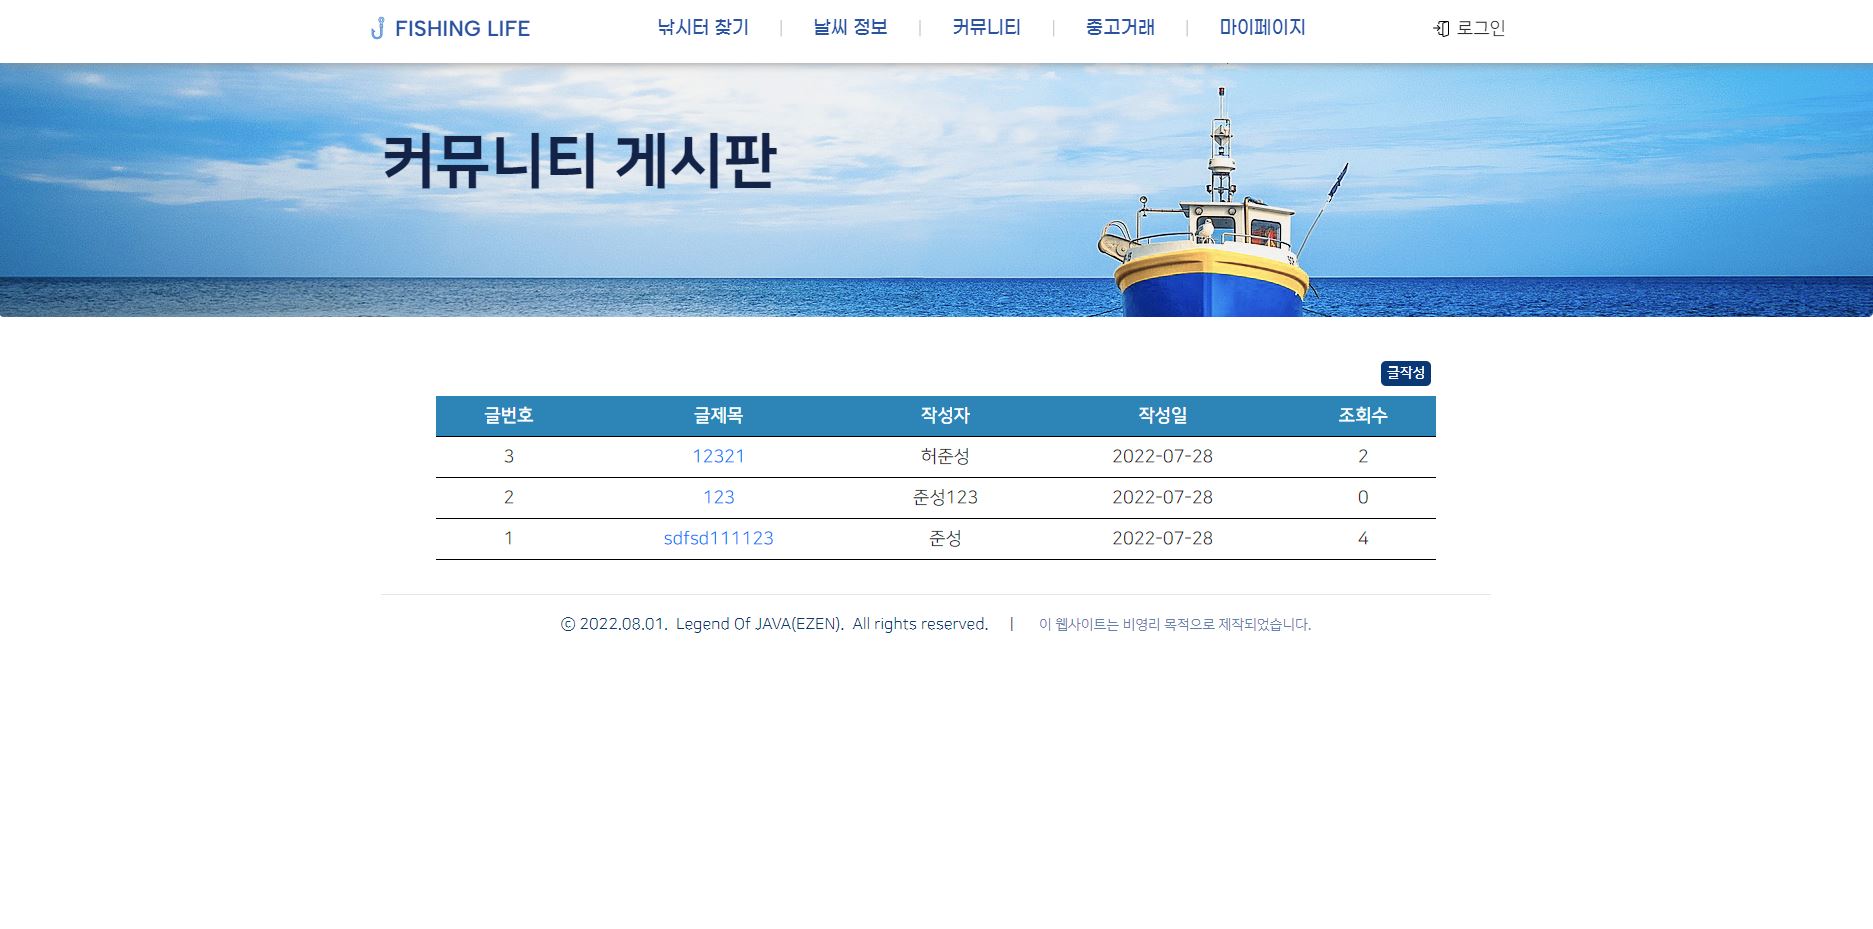 FISHING LIFE 낚시터 찾기 | 날씨 정보 | 커뮤니티 | 중고거래 | 마이페이지 로그인
커뮤니티 게시판
글작성
글번호 글제목 작성자 작성일 조회수
3 12321 허준성 2022-07-28 2
2 123 준성123 2022-07-28 0
1 sdfsd111123 준성 2022-07-28 4
ⓒ 2022.08.01. Legend Of JAVA(EZEN). All rights reserved. | 이 웹사이트는 비영리 목적으로 제작되었습니다.